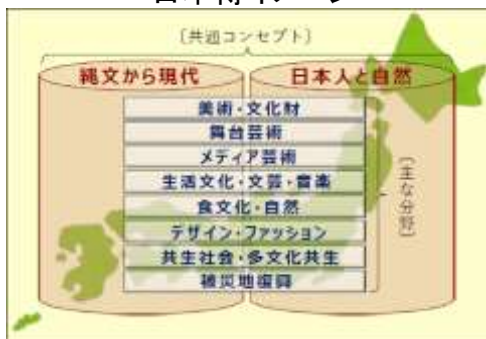 〔共通コンセプト〕
縄文から現代
日本人と自然
美術・文化財
舞台芸術
メディア芸術
生活文化・文芸・音楽
食文化・自然
デザイン・ファッション
共生社会・多文化共生
被災地復興
〔主な分野〕